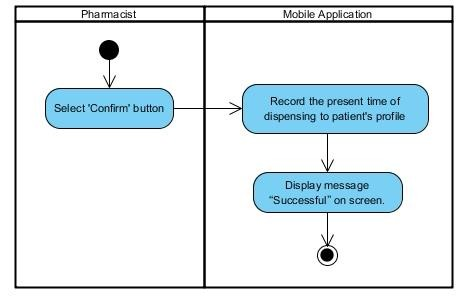 Pharmacist
Mobile Application
Select 'Confirm' button
Record the present time of
dispensing to patient's profile
Display message
“Successful” on screen.